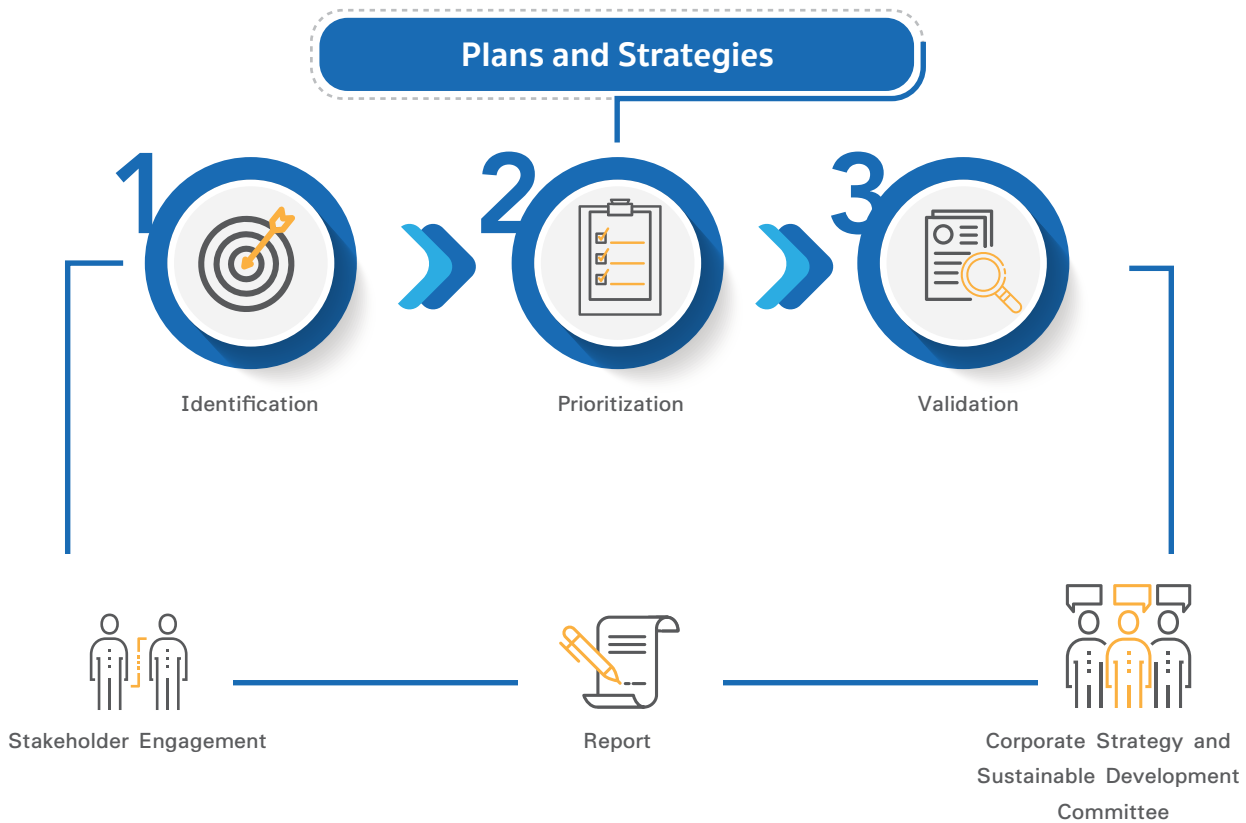 Plans and Strategies
1
2
3
Identification
Prioritization
Validation
Stakeholder Engagement
Report
Corporate Strategy and
Sustainable Development
Committee